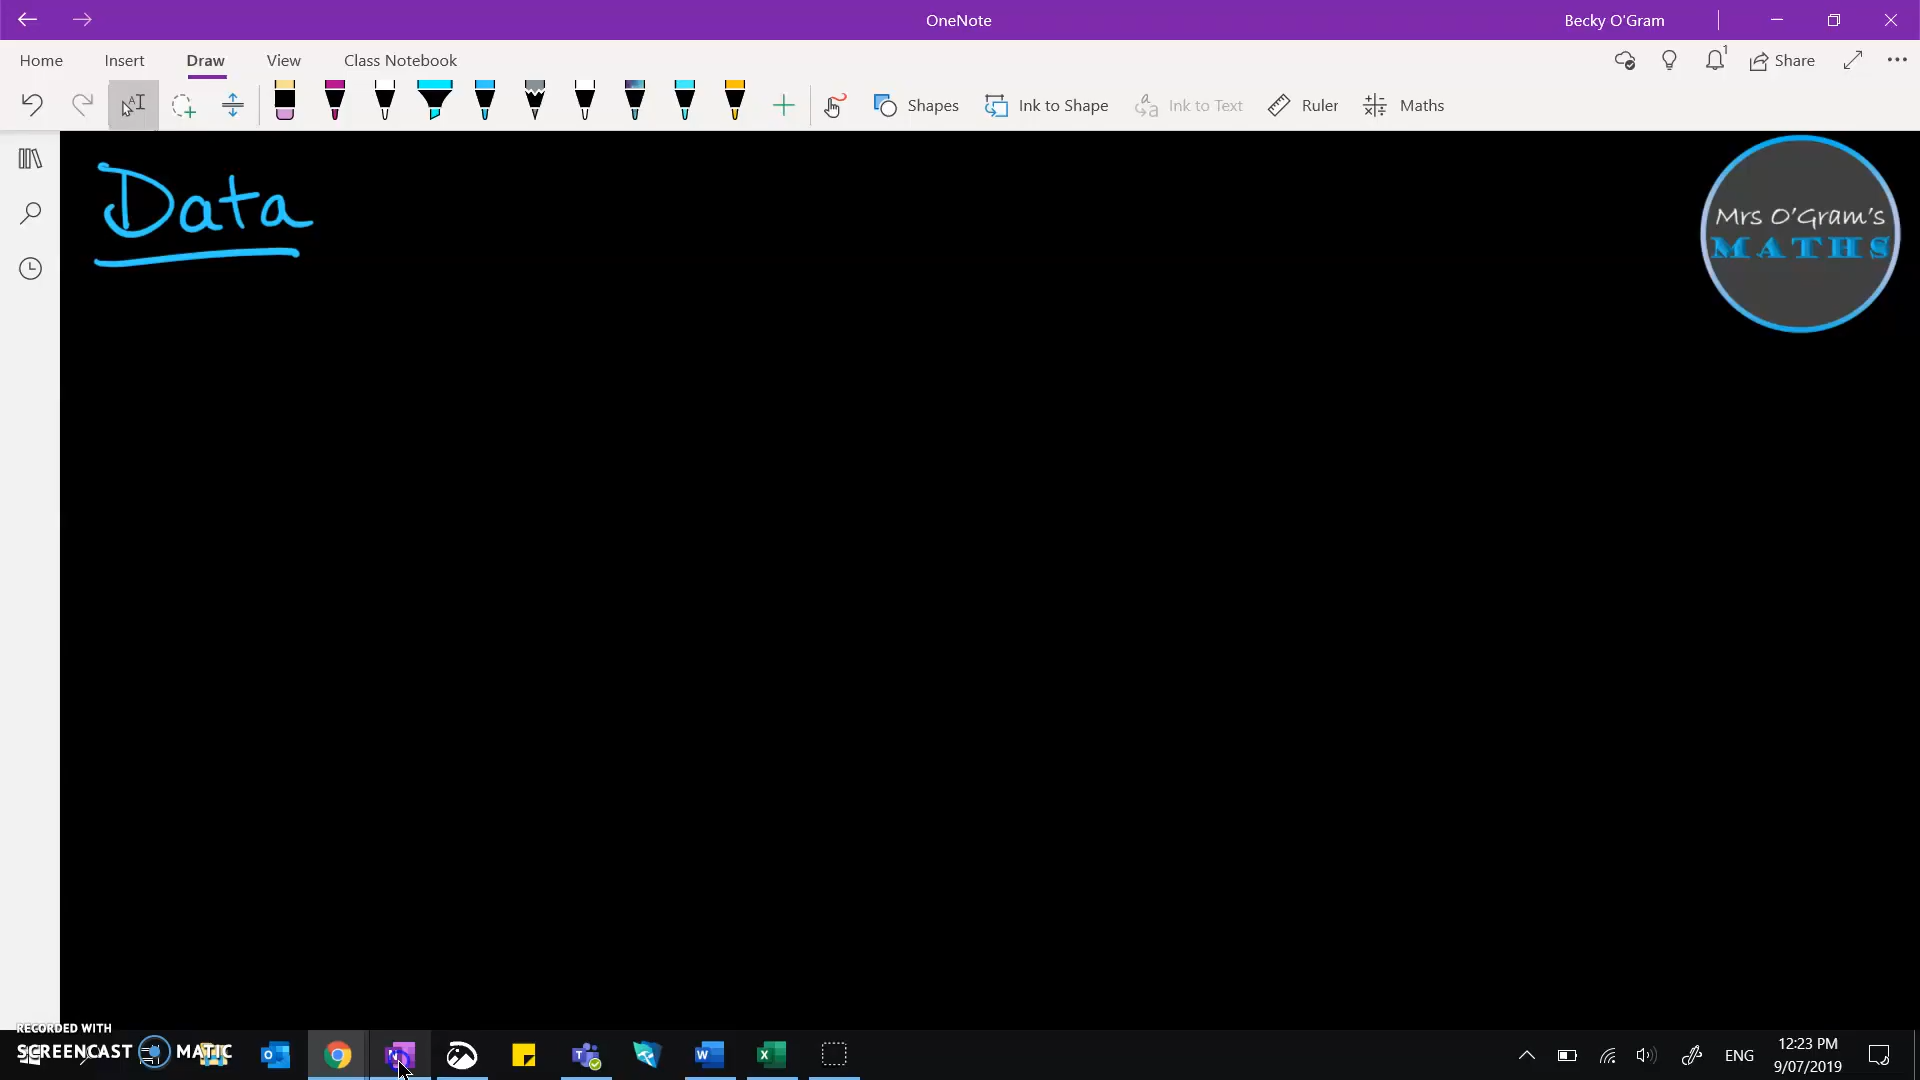 OneNote
Becky O'Gram
Home Insert Draw View Class Notebook
1
Share
Shapes Ink to Shape Ink to Text Ruler Maths
Data
Mrs O'Gram's
MATHS
RECORDED WITH
SCREENCAST MATIC
ENG
12:23 PM
9/07/2019